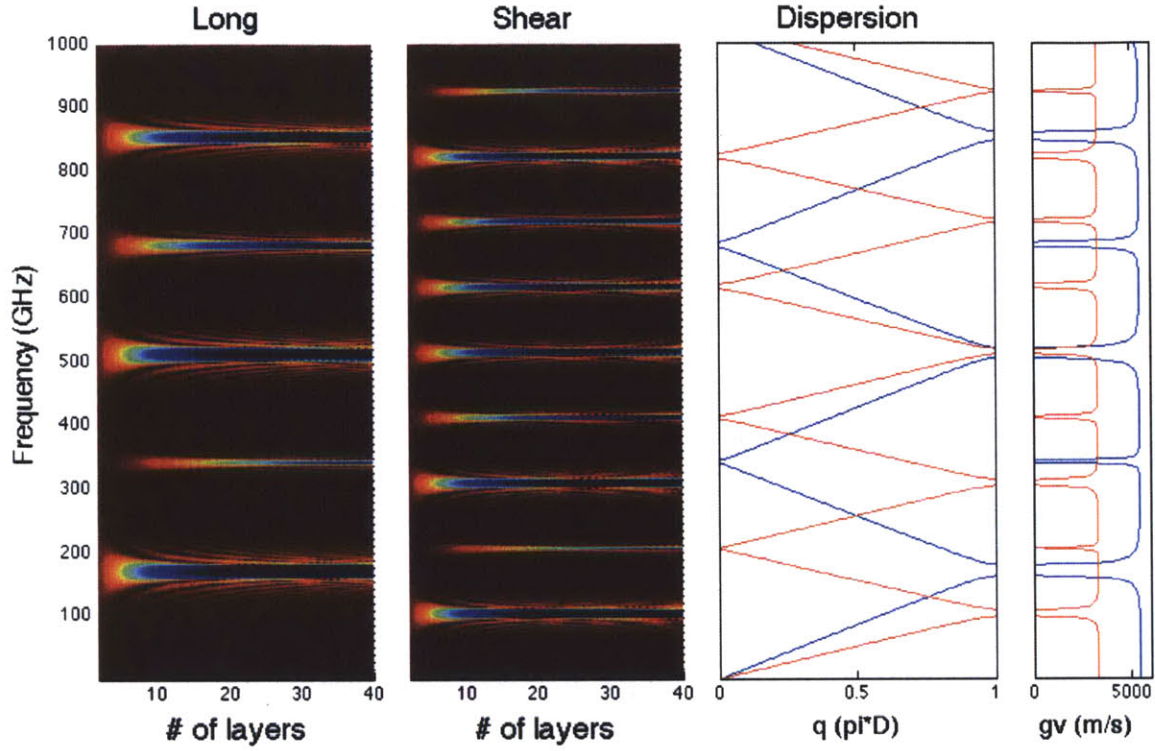 Long
Shear
Dispersion
1000
900
800
700
600
500
400
300
200
100
Frequency (GHz)
10 20 30 40
10 20 30 40
0 0.5 1
0 5000
# of layers
# of layers
q (pi*D)
gv (m/s)